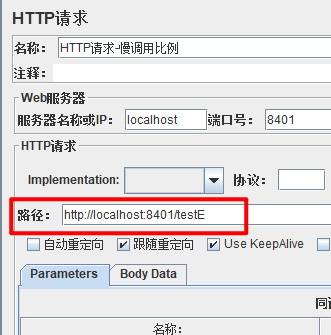 HTTP请求
名称： HTTP请求-慢调用比例
注释：
Web服务器
服务器名称或IP： localhost 端口号： 8401
HTTP请求
Implementation: 协议：
路径： http://localhost:8401/testE
自动重定向 跟随重定向 Use KeepAlive
Parameters Body Data
名称：